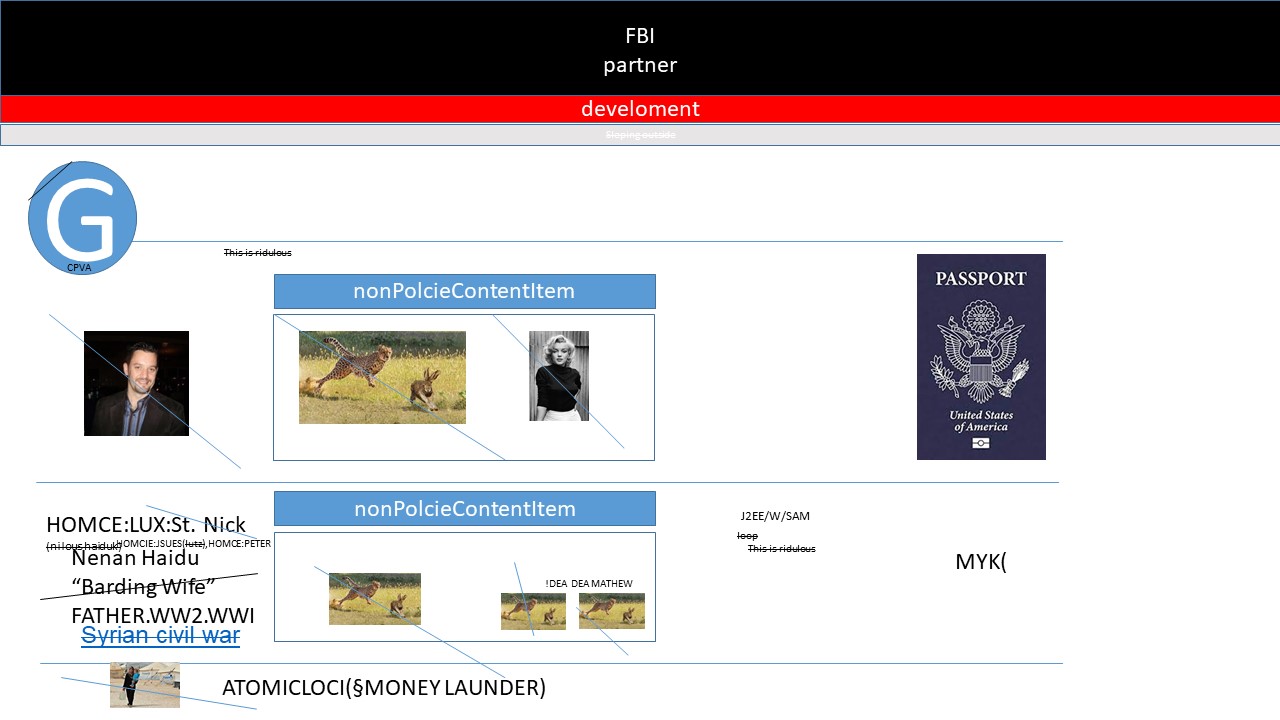 FBI
partner
develoment
Sloping outside
G
CPVA
This is ridulous
nonPolcieContentItem
PASSPORT
United States
of America
nonPolcieContentItem
HOMCE:LUX:St. Nick
(nilous haiduk)
HOMCIE:JSUES(lutz),HOMCE:PETER
Nenan Haidu
“Barding Wife”
FATHER.WW2.WWI
Syrian civil war
J2EE/W/SAM
loop
This is ridulous
!DEA DEA MATHEW
MYK(
ATOMICLOCI(§MONEY LAUNDER)